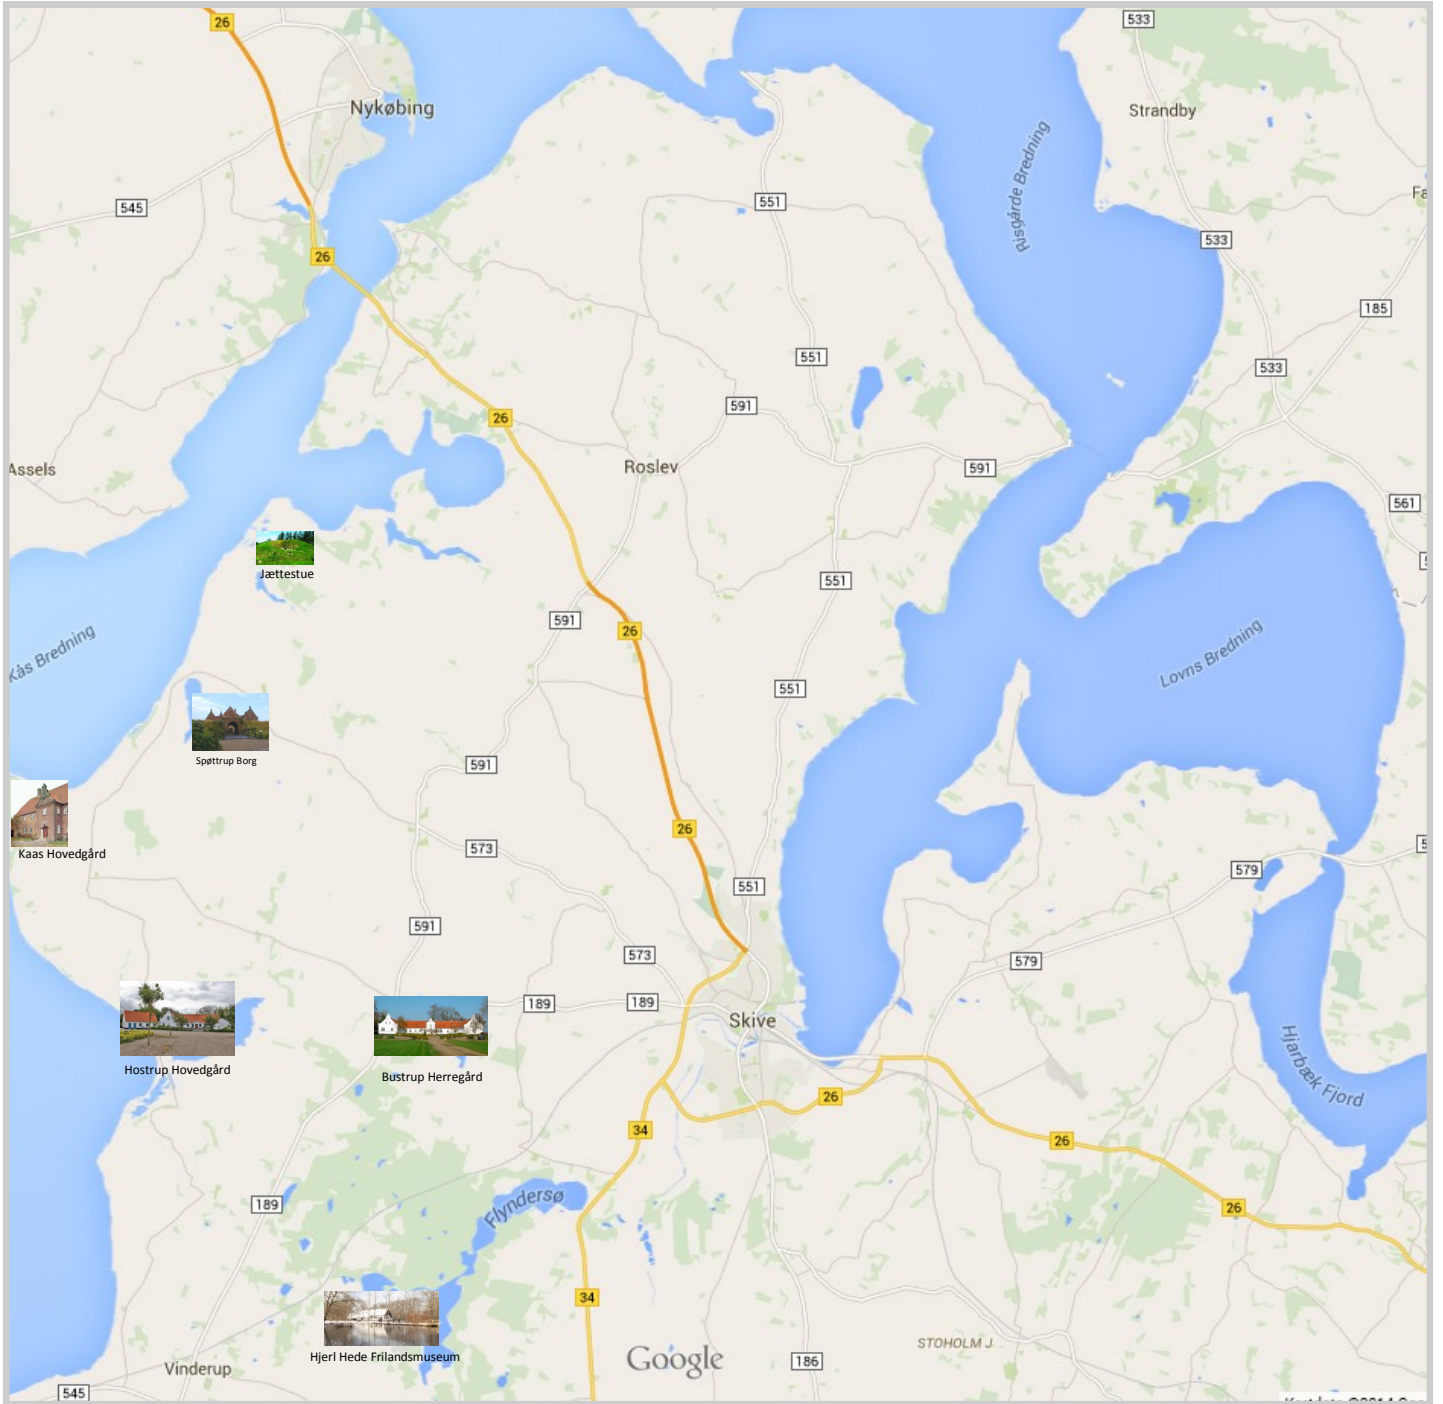 26
533
Nykøbing
Strandby
Risgårde Bredning
545
551
Fa
533
26
185
551
533
591
26
Assels
Roslev
591
561
Jættestue
551
591
26
Kås Bredning
Lovns Bredning
551
Spøttrup Borg
591
26
573
Kaas Hovedgård
579
551
591
573
579
189
189
Skive
Hostrup Hovedgård
Bustrup Herregård
Hjarbæk Fjord
26
34
26
189
Flyndersø
26
34
Hjerl Hede Frilandsmuseum
Google
STOHOLM J
186
Vinderup
545